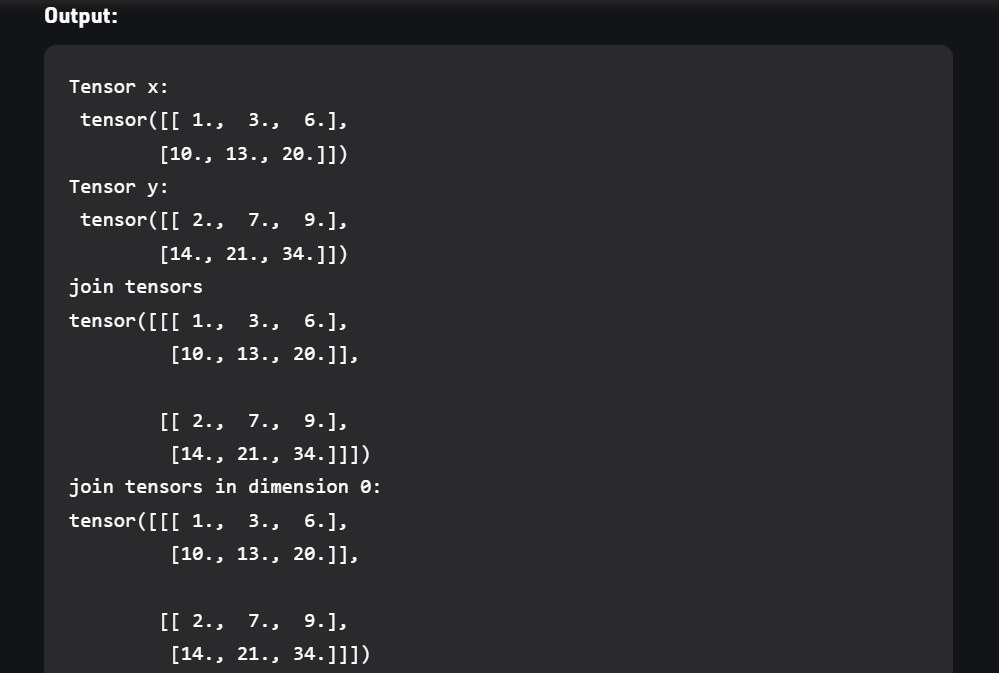 Output:
Tensor x:
 tensor([[ 1.,  3.,  6.],
        [10., 13., 20.]])
Tensor y:
 tensor([[ 2.,  7.,  9.],
        [14., 21., 34.]])
join tensors
tensor([[[ 1.,  3.,  6.],
         [10., 13., 20.]],

        [[ 2.,  7.,  9.],
         [14., 21., 34.]]])
join tensors in dimension 0:
tensor([[[ 1.,  3.,  6.],
         [10., 13., 20.]],

        [[ 2.,  7.,  9.],
         [14., 21., 34.]]])